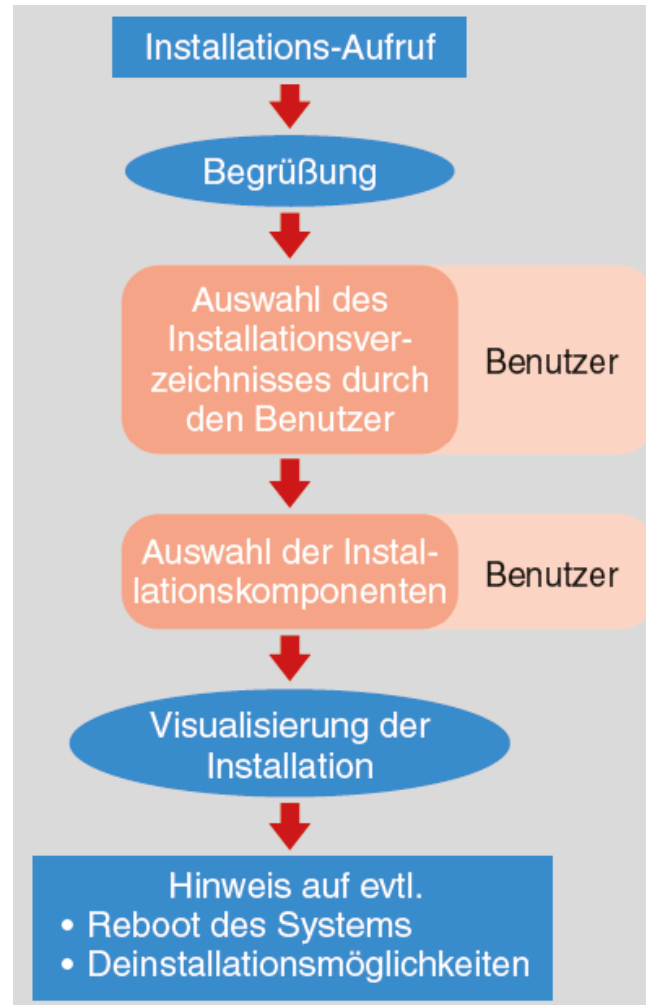 Installations-Aufruf
Begrüßung
Auswahl des
Installationsver-
zeichnisses durch
den Benutzer
Benutzer
Auswahl der Instal-
lationskomponenten
Benutzer
Visualisierung der
Installation
Hinweis auf evtl.
• Reboot des Systems
• Deinstallationsmöglichkeiten